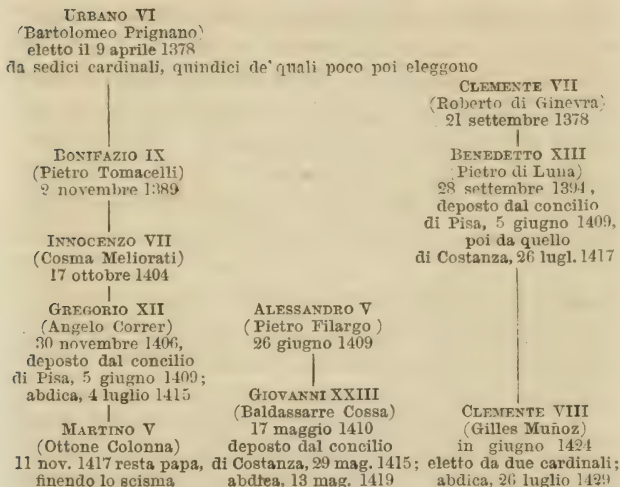 URBANO VI
(Bartolomeo Prignano)
eletto il 9 aprile 1378
da sedici cardinali, quindici de' quali poco poi eleggono
CLEMENTE VII
(Roberto di Ginevra)
21 settembre 1378
BONIFAZIO IX
(Pietro Tomacelli)
2 novembre 1389
BENEDETTO XIII
(Pietro di Luna)
28 settembre 1394,
deposto dal concilio
di Pisa, 5 giugno 1409,
poi da quello
di Costanza, 26 lugl. 1417
INNOCENZO VII
(Cosma Meliorati)
17 ottobre 1404
GREGORIO XII
(Angelo Correr)
30 novembre 1406,
deposto dal concilio
di Pisa, 5 giugno 1409;
abdica, 4 luglio 1415
ALESSANDRO V
(Pietro Filargo )
26 giugno 1409
MARTINO V
(Ottone Colonna)
11 nov. 1417 resta papa,
finendo lo scisma
GIOVANNI XXIII
(Baldassarre Cossa)
17 maggio 1410
deposto dal concilio
di Costanza, 29 mag. 1415;
abdica, 13 mag. 1419
CLEMENTE VIII
(Gilles Muñoz)
in giugno 1424
eletto da due cardinali;
abdica, 26 luglio 1429